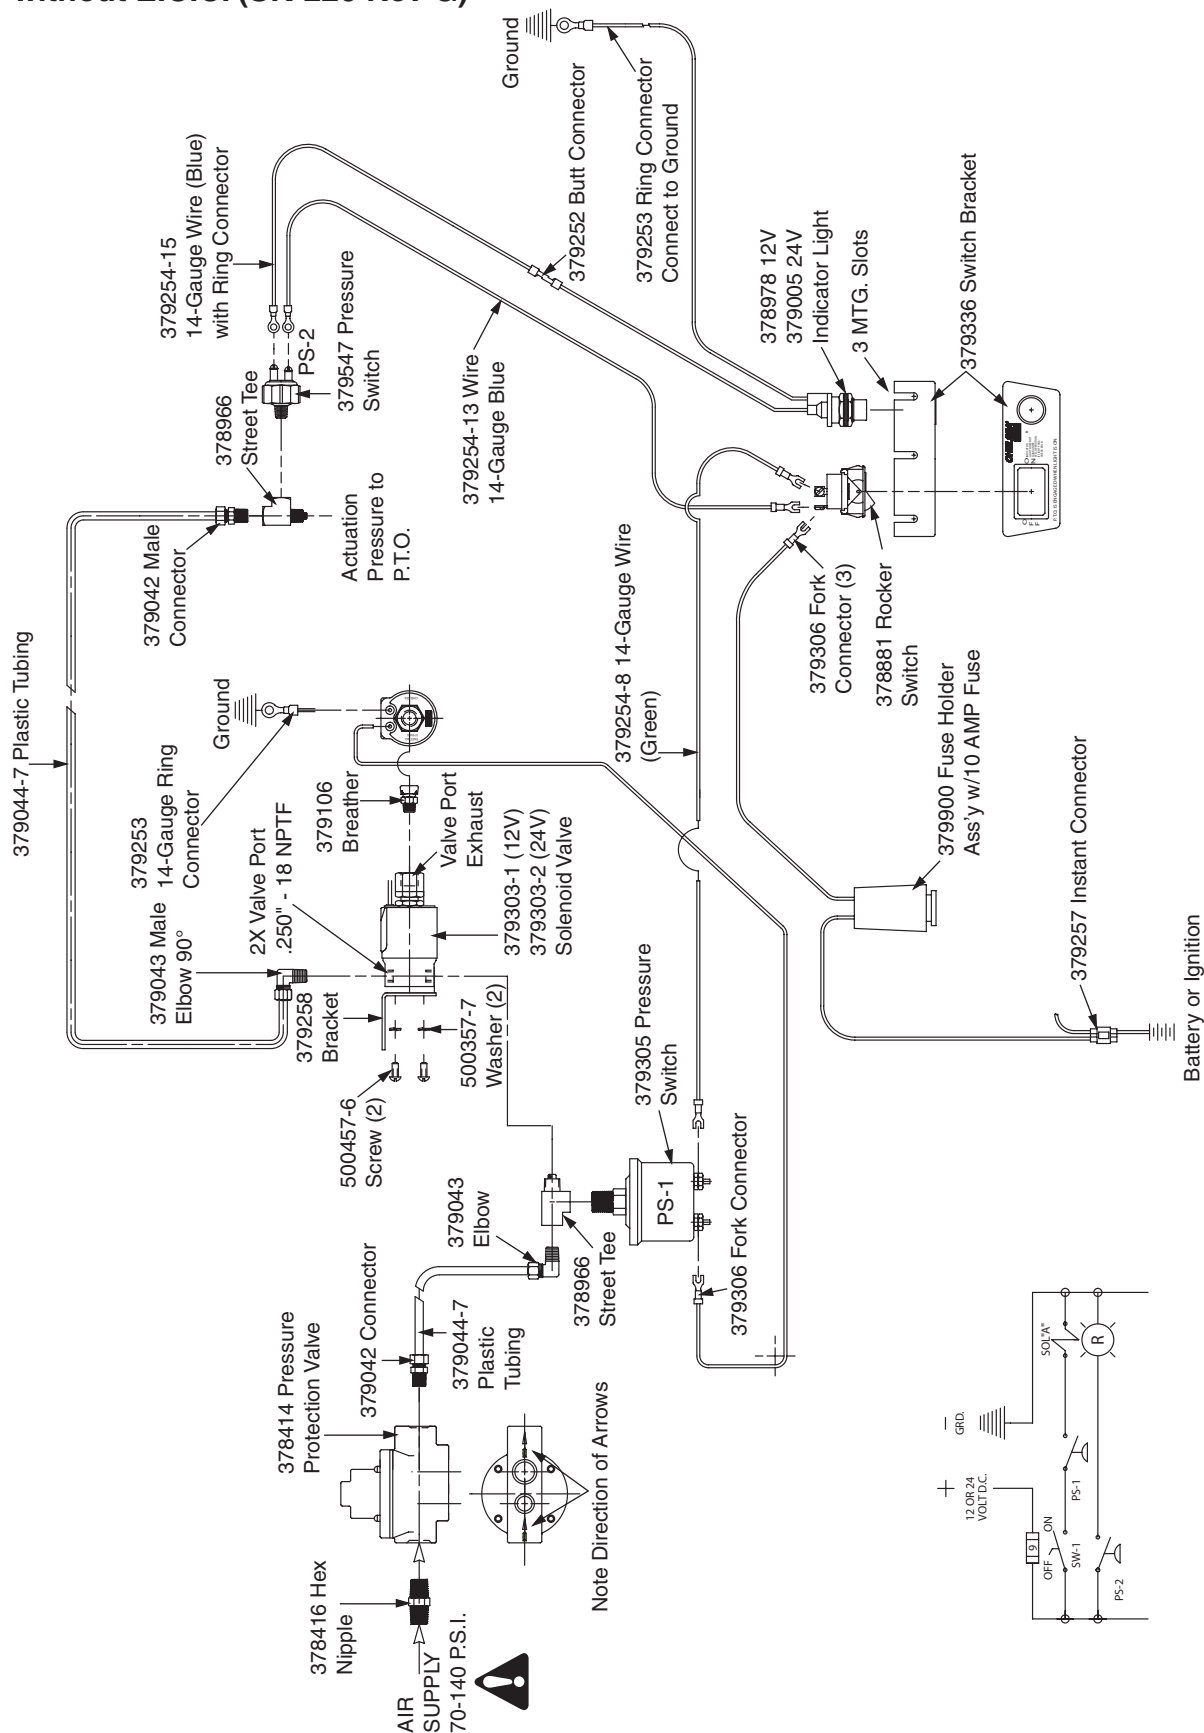 without E.O.C. (SK-229 Rev G)
379044-7 Plastic Tubing
379042 Male
Connector
378966
Street Tee
379254-15
14-Gauge Wire (Blue)
with Ring Connector
PS-2
379547 Pressure
Switch
Ground
379252 Butt Connector
379253 Ring Connector
Connect to Ground
379254-13 Wire
14-Gauge Blue
Actuation
Pressure to
P.T.O.
Ground
379253
14-Gauge Ring
Connector
379043 Male
Elbow 90°
2X Valve Port
.250" - 18 NPTF
379106
Breather
Valve Port
Exhaust
379303-1 (12V)
379303-2 (24V)
Solenoid Valve
379258
Bracket
500457-6
Screw (2)
500357-7
Washer (2)
379254-8 14-Gauge Wire
(Green)
378978 12V
379005 24V
Indicator Light
3 MTG. Slots
379336 Switch Bracket
CHELSEA
O
F
F
O
N
P.T.O. IS ENGAGED WHEN LIGHT IS ON
379306 Fork
Connector (3)
378881 Rocker
Switch
379900 Fuse Holder
Ass'y w/10 AMP Fuse
379257 Instant Connector
Battery or Ignition
379305 Pressure
Switch
PS-1
379306 Fork Connector
379043
Elbow
378966
Street Tee
379042 Connector
379044-7
Plastic
Tubing
378414 Pressure
Protection Valve
378416 Hex
Nipple
AIR
SUPPLY
70-140 P.S.I.
Note Direction of Arrows
+
12 OR 24
VOLT D.C.
−
GRD.
9
OFF
ON
SW-1
PS-1
SOL"A"
PS-2
R